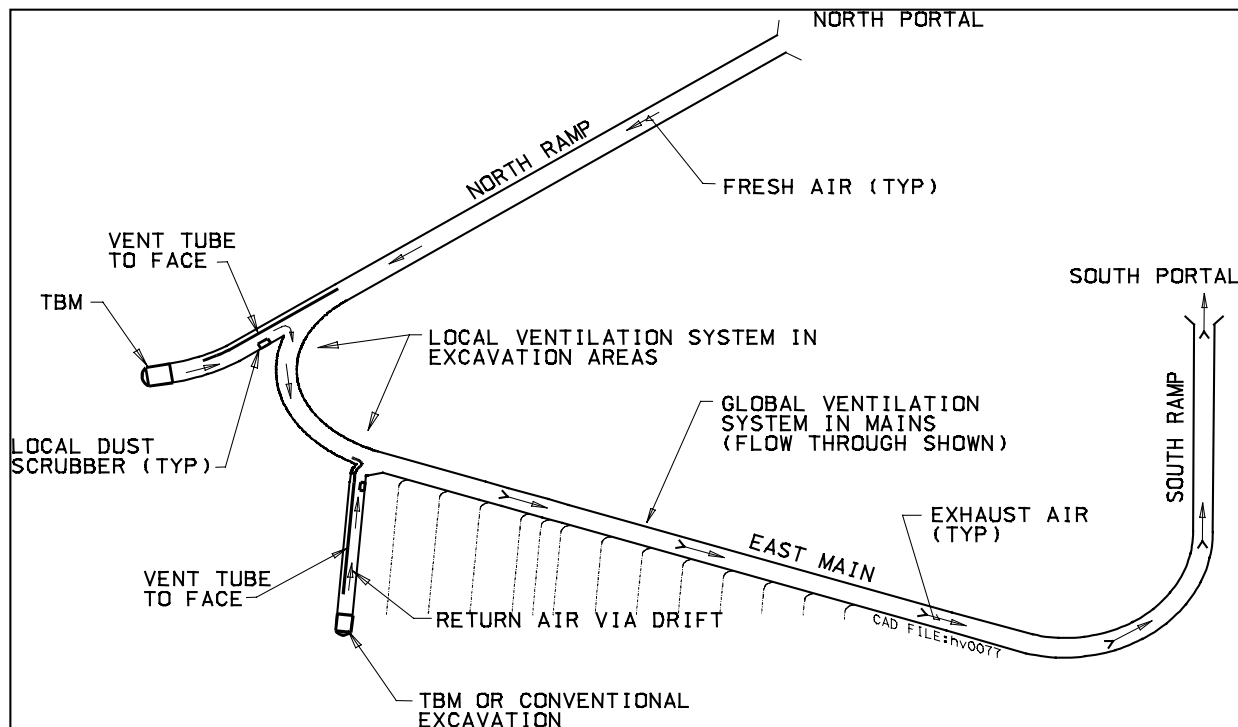 NORTH PORTAL
NORTH RAMP
FRESH AIR (TYP)
VENT TUBE
TO FACE
TBM
SOUTH PORTAL
LOCAL VENTILATION SYSTEM IN
EXCAVATION AREAS
GLOBAL VENTILATION
SYSTEM IN MAINS
(FLOW THROUGH SHOWN)
LOCAL DUST
SCRUBBER (TYP)
SOUTH RAMP
EXHAUST AIR
(TYP)
EAST MAIN
VENT TUBE
TO FACE
RETURN AIR VIA DRIFT
CAD FILE:hv0077
TBM OR CONVENTIONAL
EXCAVATION